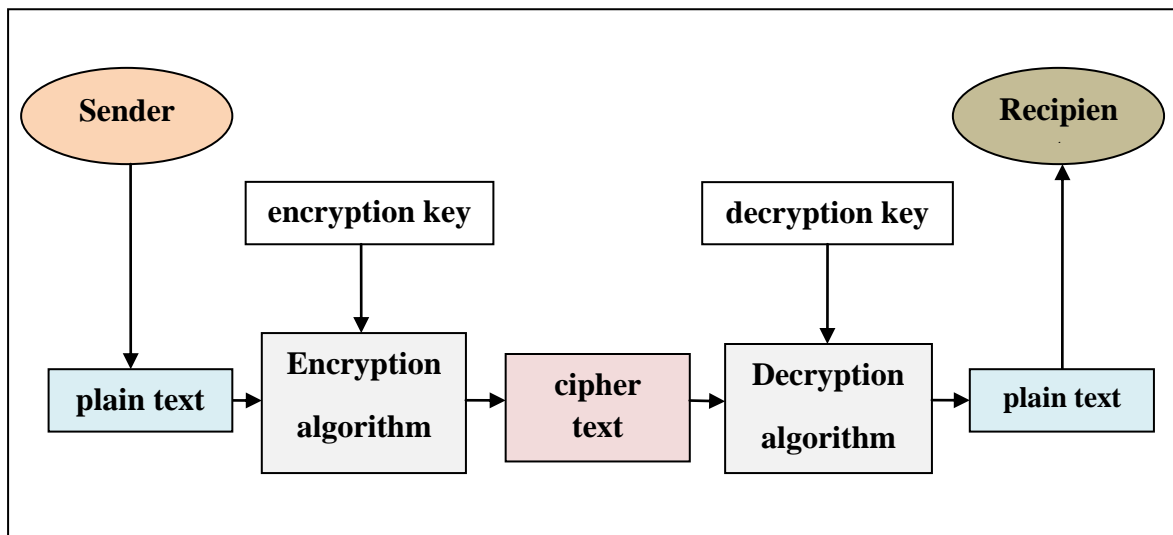 Sender
Recipien
encryption key
decryption key
plain text
Encryption
algorithm
cipher
text
Decryption
algorithm
plain text